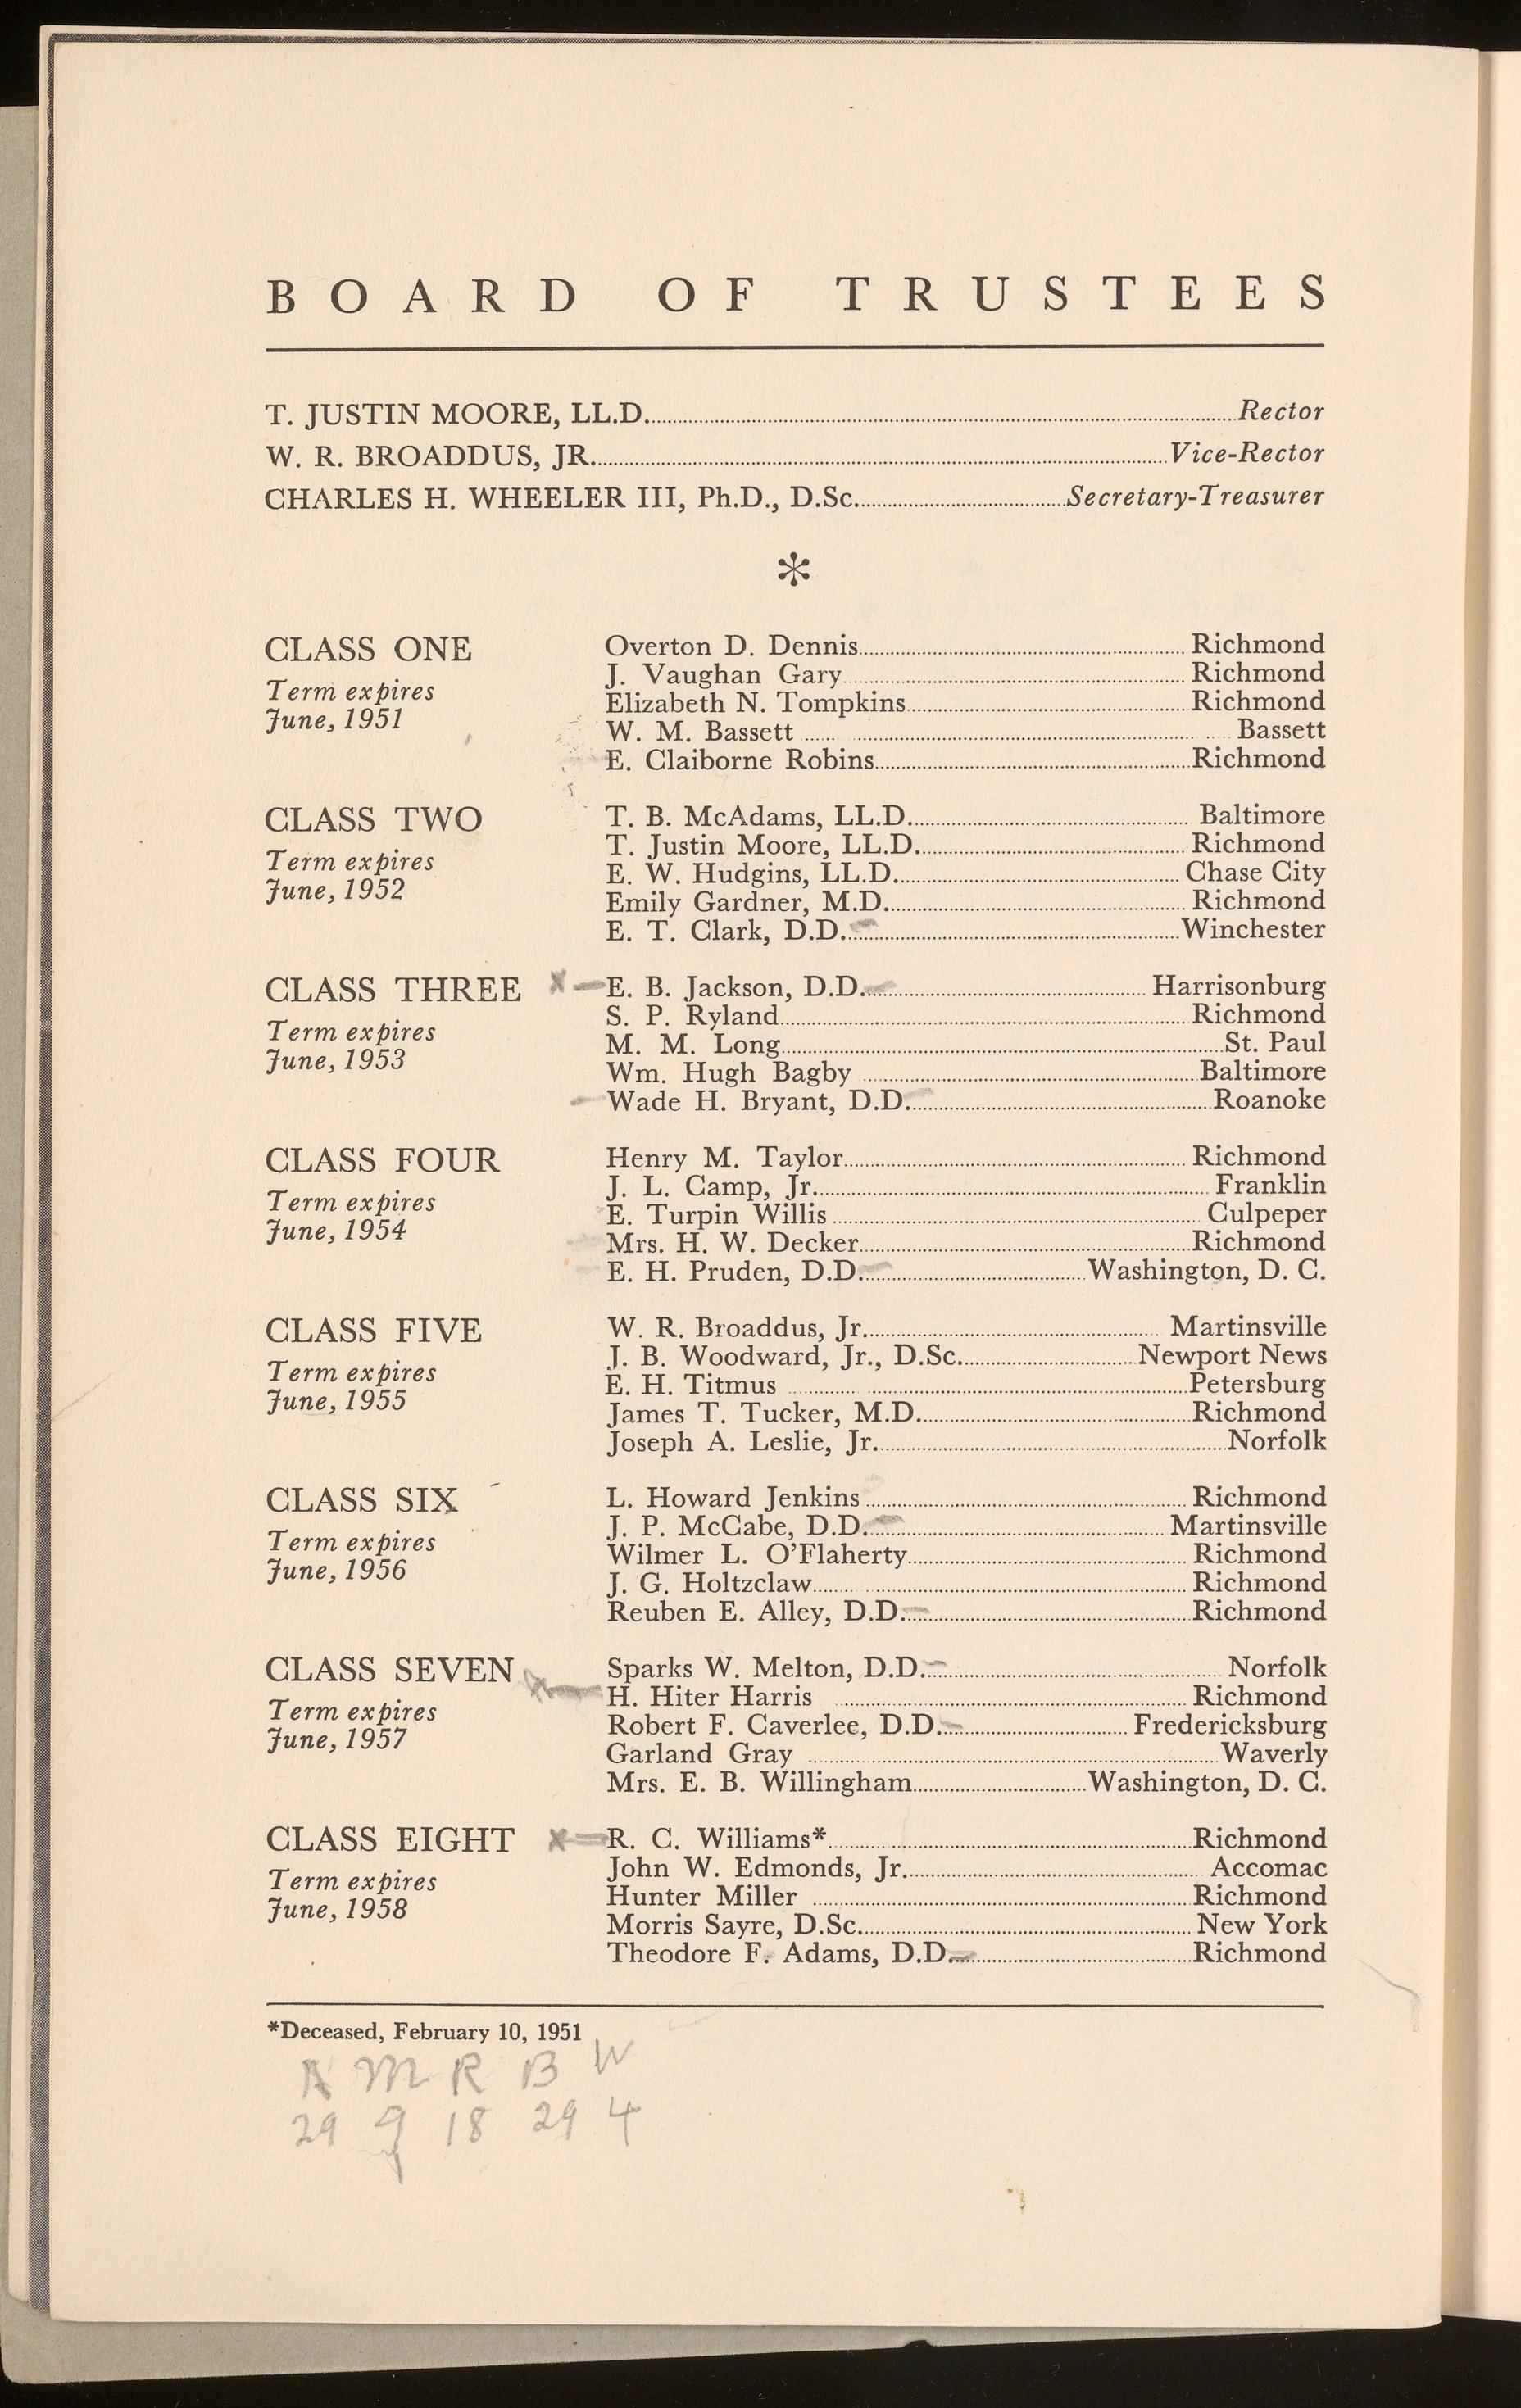 BOARD OF TRUSTEES
T. JUSTIN MOORE, LL.D. Rector
W. R. BROADDUS, JR. Vice-Rector
CHARLES H. WHEELER III, Ph.D., D.Sc. Secretary-Treasurer
*
CLASS ONE
Term expires
June, 1951
Overton D. Dennis Richmond
J. Vaughan Gary Richmond
Elizabeth N. Tompkins Richmond
W. M. Bassett Bassett
E. Claiborne Robins Richmond
CLASS TWO
Term expires
June, 1952
T. B. McAdams, LL.D. Baltimore
T. Justin Moore, LL.D. Richmond
E. W. Hudgins, LL.D. Chase City
Emily Gardner, M.D. Richmond
E. T. Clark, D.D. Winchester
CLASS THREE
Term expires
June, 1953
x – E. B. Jackson, D.D. Harrisonburg
S. P. Ryland Richmond
M. M. Long St. Paul
Wm. Hugh Bagby Baltimore
Wade H. Bryant, D.D. Roanoke
CLASS FOUR
Term expires
June, 1954
Henry M. Taylor Richmond
J. L. Camp, Jr. Franklin
E. Turpin Willis Culpeper
Mrs. H. W. Decker Richmond
E. H. Pruden, D.D. Washington, D. C.
CLASS FIVE
Term expires
June, 1955
W. R. Broaddus, Jr. Martinsville
J. B. Woodward, Jr., D.Sc. Newport News
E. H. Titmus Petersburg
James T. Tucker, M.D. Richmond
Joseph A. Leslie, Jr. Norfolk
CLASS SIX
Term expires
June, 1956
L. Howard Jenkins Richmond
J. P. McCabe, D.D. Martinsville
Wilmer L. O'Flaherty Richmond
J. G. Holtzclaw Richmond
Reuben E. Alley, D.D. Richmond
CLASS SEVEN
Term expires
June, 1957
Sparks W. Melton, D.D. Norfolk
x – H. Hiter Harris Richmond
Robert F. Caverlee, D.D. Fredericksburg
Garland Gray Waverly
Mrs. E. B. Willingham Washington, D. C.
CLASS EIGHT
Term expires
June, 1958
x – R. C. Williams* Richmond
John W. Edmonds, Jr. Accomac
Hunter Miller Richmond
Morris Sayre, D.Sc. New York
Theodore F. Adams, D.D. Richmond
*Deceased, February 10, 1951
A M R B W
29 9 18 29 4